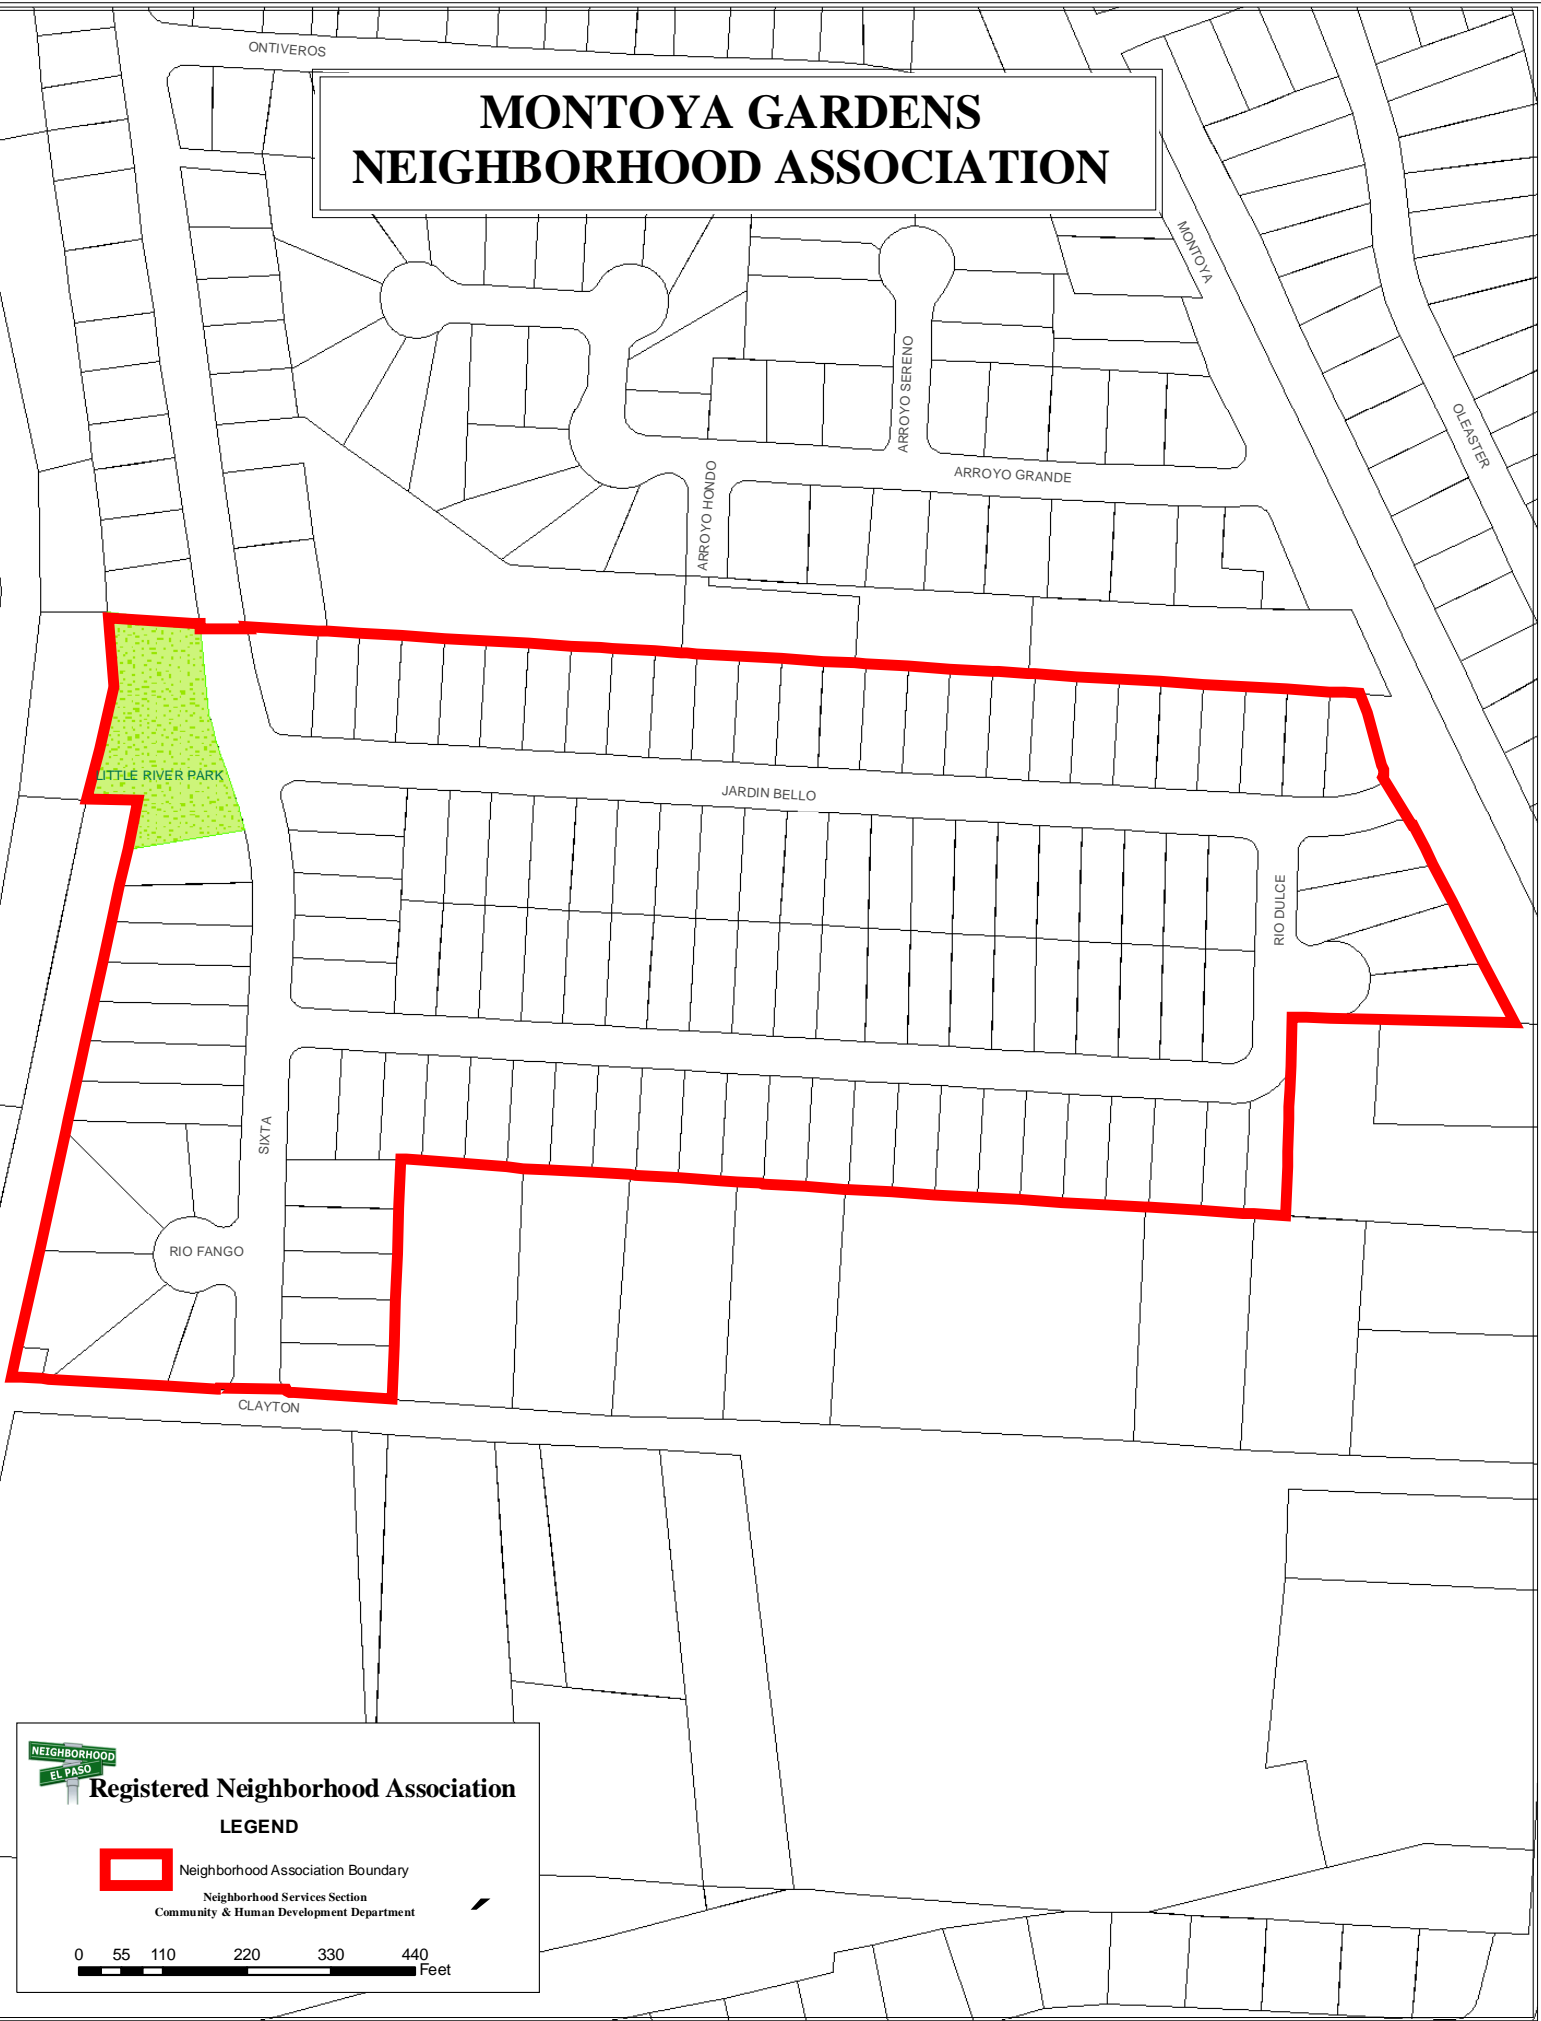 ONTIVEROS
MONTOYA GARDENS
NEIGHBORHOOD ASSOCIATION
MONTOYA
ARROYO SERENO
OLEASTER
ARROYO GRANDE
ARROYO HONDO
LITTLE RIVER PARK
JARDIN BELLO
RIO DULCE
SIXTA
RIO FANGO
CLAYTON
NEIGHBORHOOD
EL PASO
Registered Neighborhood Association
LEGEND
Neighborhood Association Boundary
Neighborhood Services Section
Community & Human Development Department
0 55 110 220 330 440
Feet